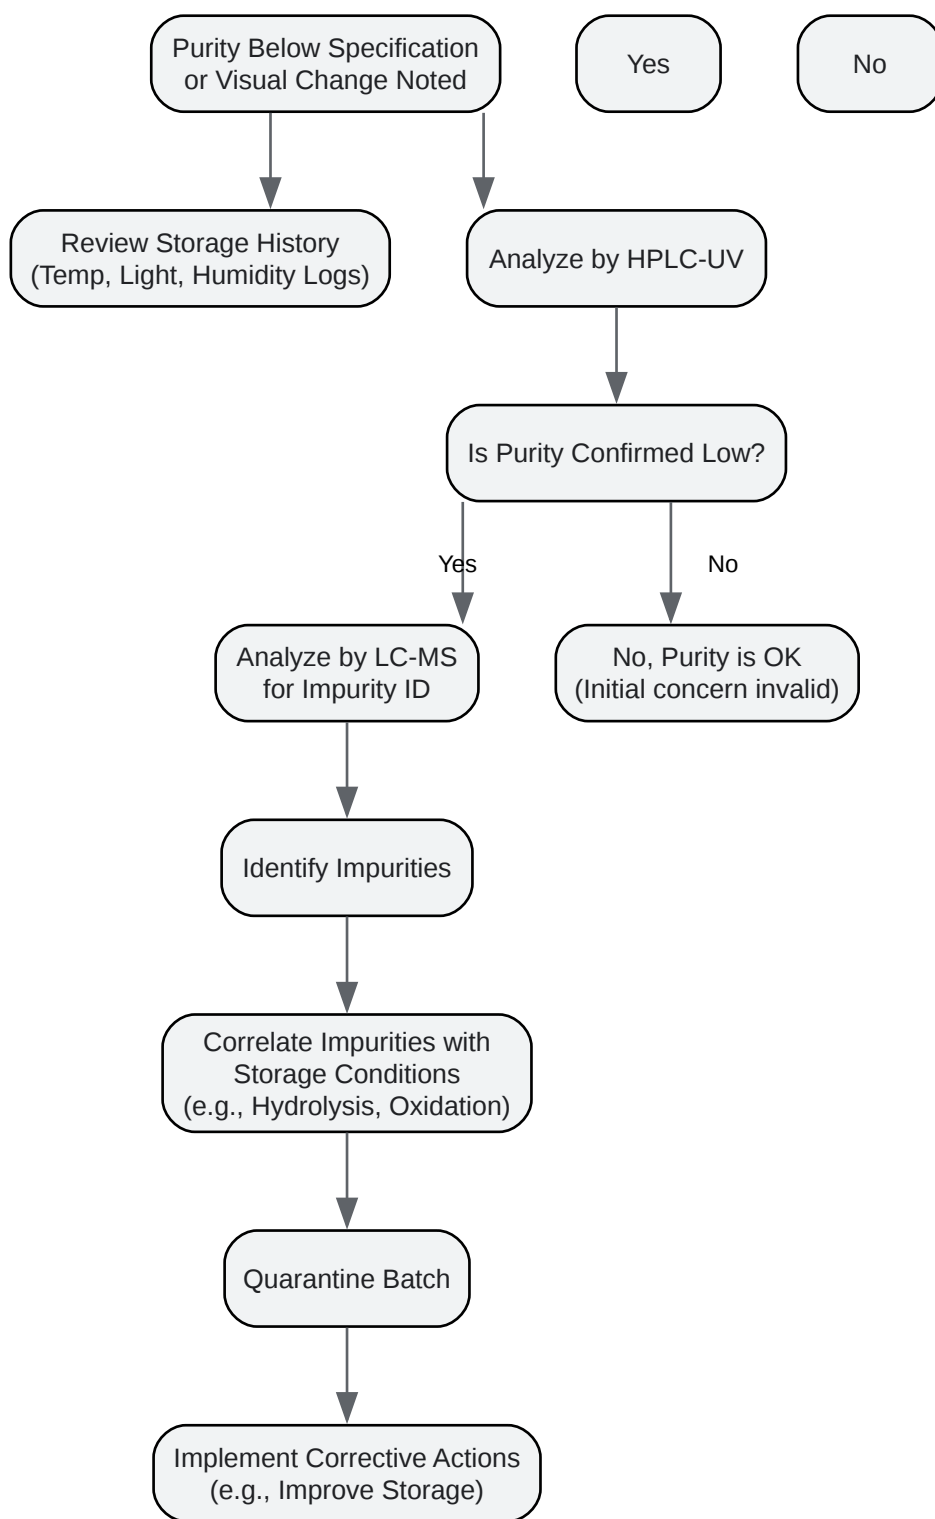 Purity Below Specification
or Visual Change Noted
Yes
No
Review Storage History
(Temp, Light, Humidity Logs)
Analyze by HPLC-UV
Is Purity Confirmed Low?
Yes
No
Analyze by LC-MS
for Impurity ID
No, Purity is OK
(Initial concern invalid)
Identify Impurities
Correlate Impurities with
Storage Conditions
(e.g., Hydrolysis, Oxidation)
Quarantine Batch
Implement Corrective Actions
(e.g., Improve Storage)